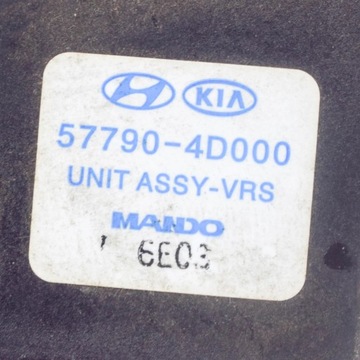 KIA
57790-4D000
UNIT ASSY-VRS
MANDO
6E03